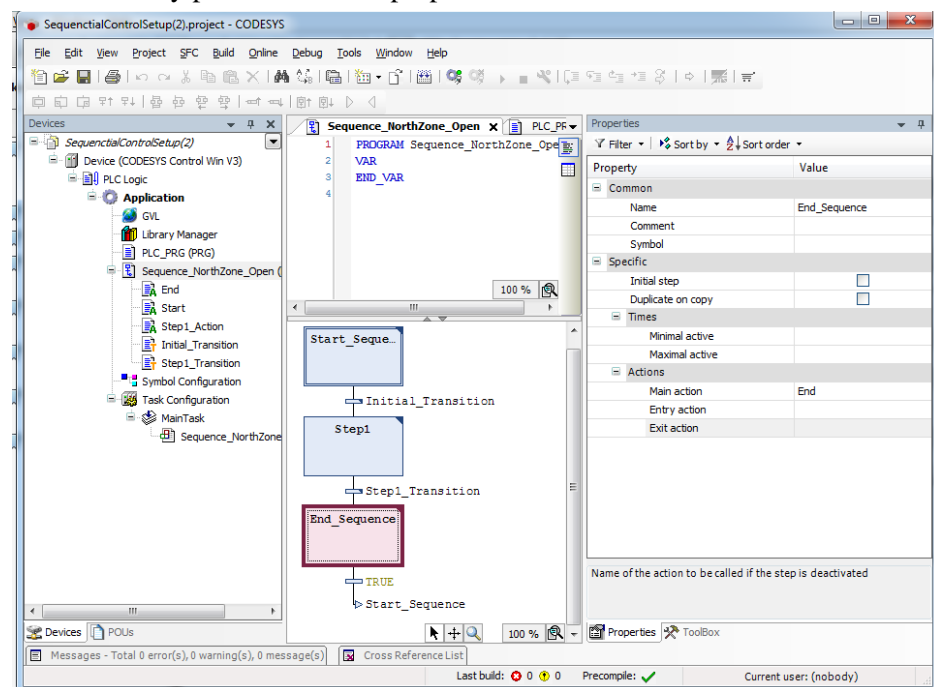 SequenctialControlSetup(2).project - CODESYS
File Edit View Project SFC Build Online Debug Tools Window Help
Devices
SequenctialControlSetup(2)
Device (CODESYS Control Win V3)
PLC Logic
Application
GVL
Library Manager
PLC_PRG (PRG)
Sequence_NorthZone_Open (
End
Start
Step1_Action
Initial_Transition
Step1_Transition
Symbol Configuration
Task Configuration
MainTask
Sequence_NorthZone
Devices POUs
Sequence_NorthZone_Open X PLC_PF
1 PROGRAM Sequence_NorthZone_Ope
2 VAR
3 END_VAR
4
100 %
Start_Seque…
Initial_Transition
Step1
Step1_Transition
End_Sequence
TRUE
Start_Sequence
100 %
Properties
Filter Sort by Sort order
Property Value
Common
Name End_Sequence
Comment
Symbol
Specific
Initial step
Duplicate on copy
Times
Minimal active
Maximal active
Actions
Main action End
Entry action
Exit action
Name of the action to be called if the step is deactivated
Properties ToolBox
Messages - Total 0 error(s), 0 warning(s), 0 message(s) Cross Reference List
Last build: 0 0 Precompile: Current user: (nobody)